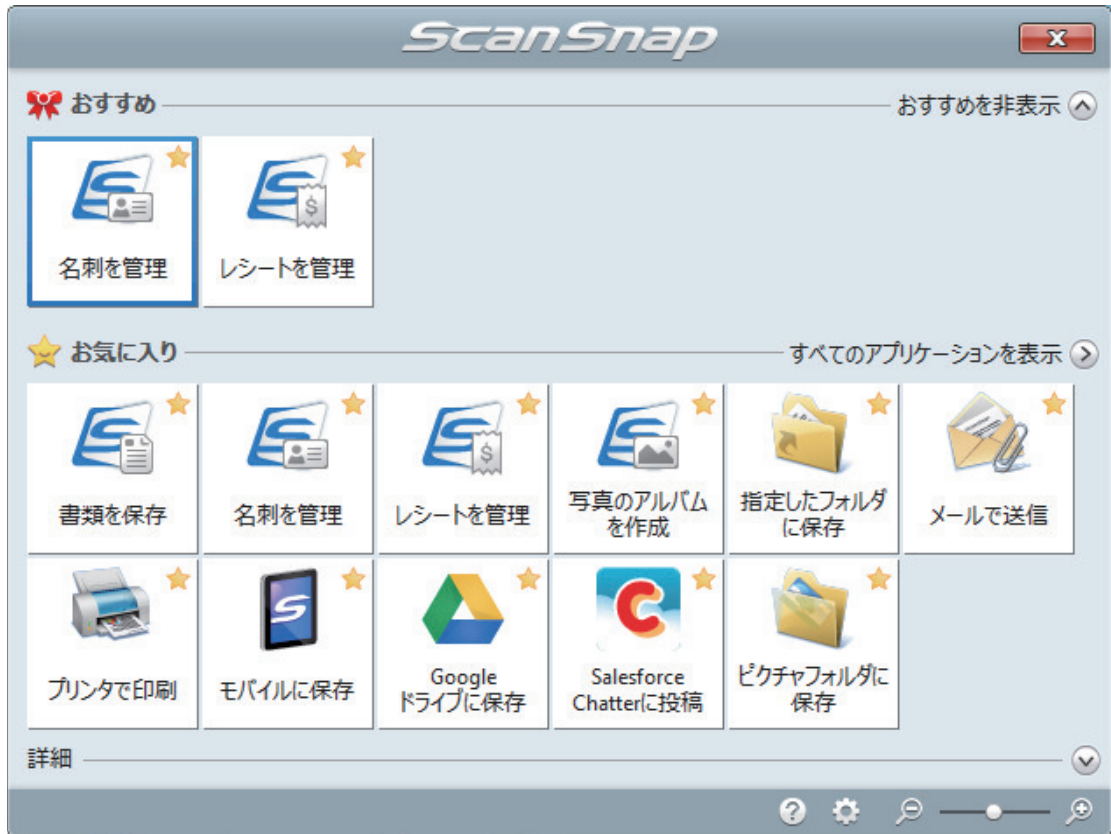 ScanSnap
おすすめ
おすすめを非表示
名刺を管理
レシートを管理
お気に入り
すべてのアプリケーションを表示
書類を保存
名刺を管理
レシートを管理
写真のアルバム
を作成
指定したフォルダ
に保存
メールで送信
プリンタで印刷
モバイルに保存
Google
ドライブに保存
Salesforce
Chatterに投稿
ピクチャフォルダに
保存
詳細